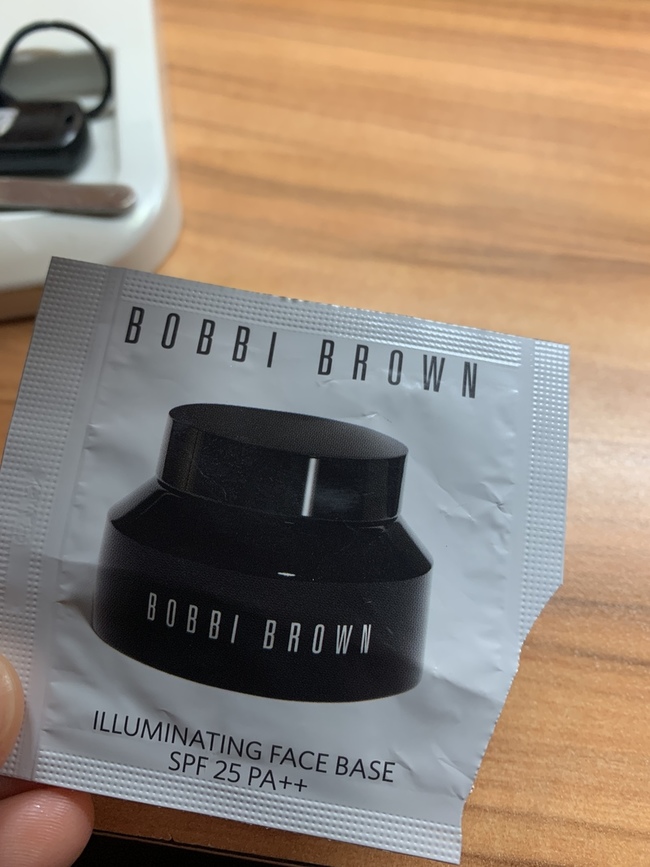 BOBBI BROWN
BOBBI BROWN
ILLUMINATING FACE BASE
SPF 25 PA++